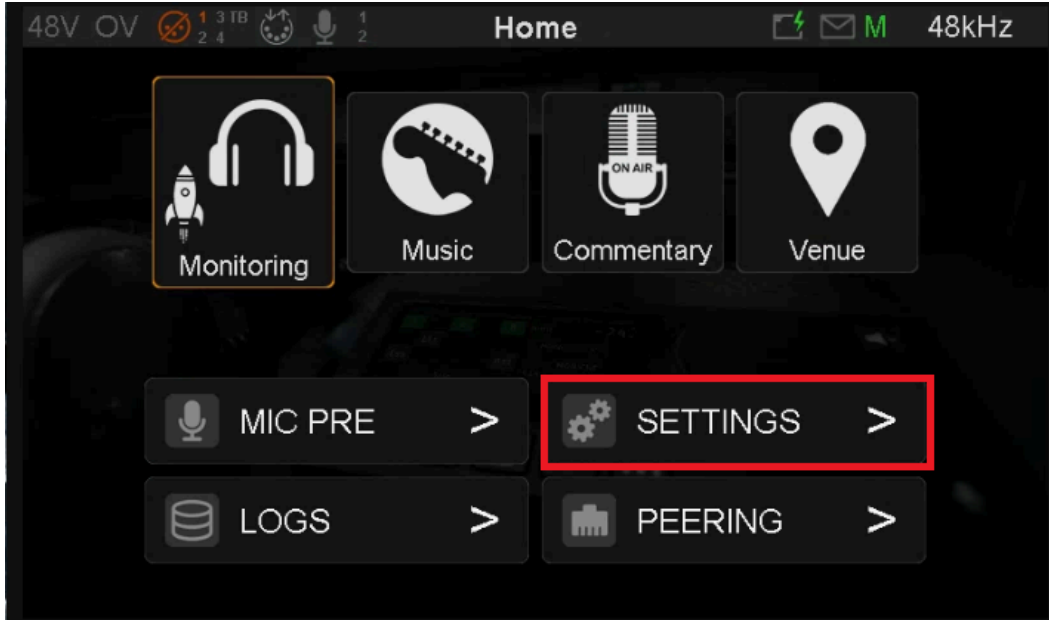 48V OV 1 3 TB 1 Home M 48kHz
2 4 2
ON AIR
Monitoring Music Commentary Venue
MIC PRE > SETTINGS >
LOGS > PEERING >